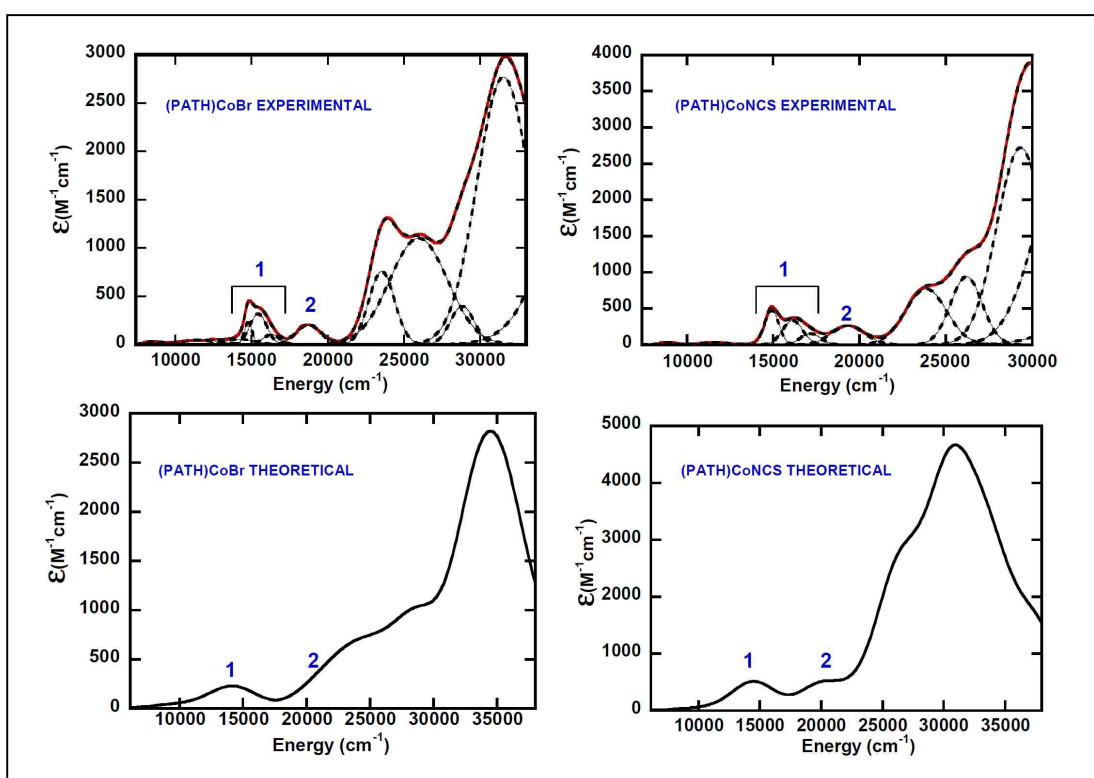 3000
2500
2000
1500
1000
500
0
ε(M-1cm-1)
(PATH)CoBr EXPERIMENTAL
1
2
10000 15000 20000 25000 30000
Energy (cm-1)
4000
3500
3000
2500
2000
1500
1000
500
0
ε(M-1cm-1)
(PATH)CoNCS EXPERIMENTAL
1
2
10000 15000 20000 25000 30000
Energy (cm-1)
3000
2500
2000
1500
1000
500
0
ε(M-1cm-1)
(PATH)CoBr THEORETICAL
1
2
10000 15000 20000 25000 30000 35000
Energy (cm-1)
5000
4000
3000
2000
1000
0
ε(M-1cm-1)
(PATH)CoNCS THEORETICAL
1
2
10000 15000 20000 25000 30000 35000
Energy (cm-1)